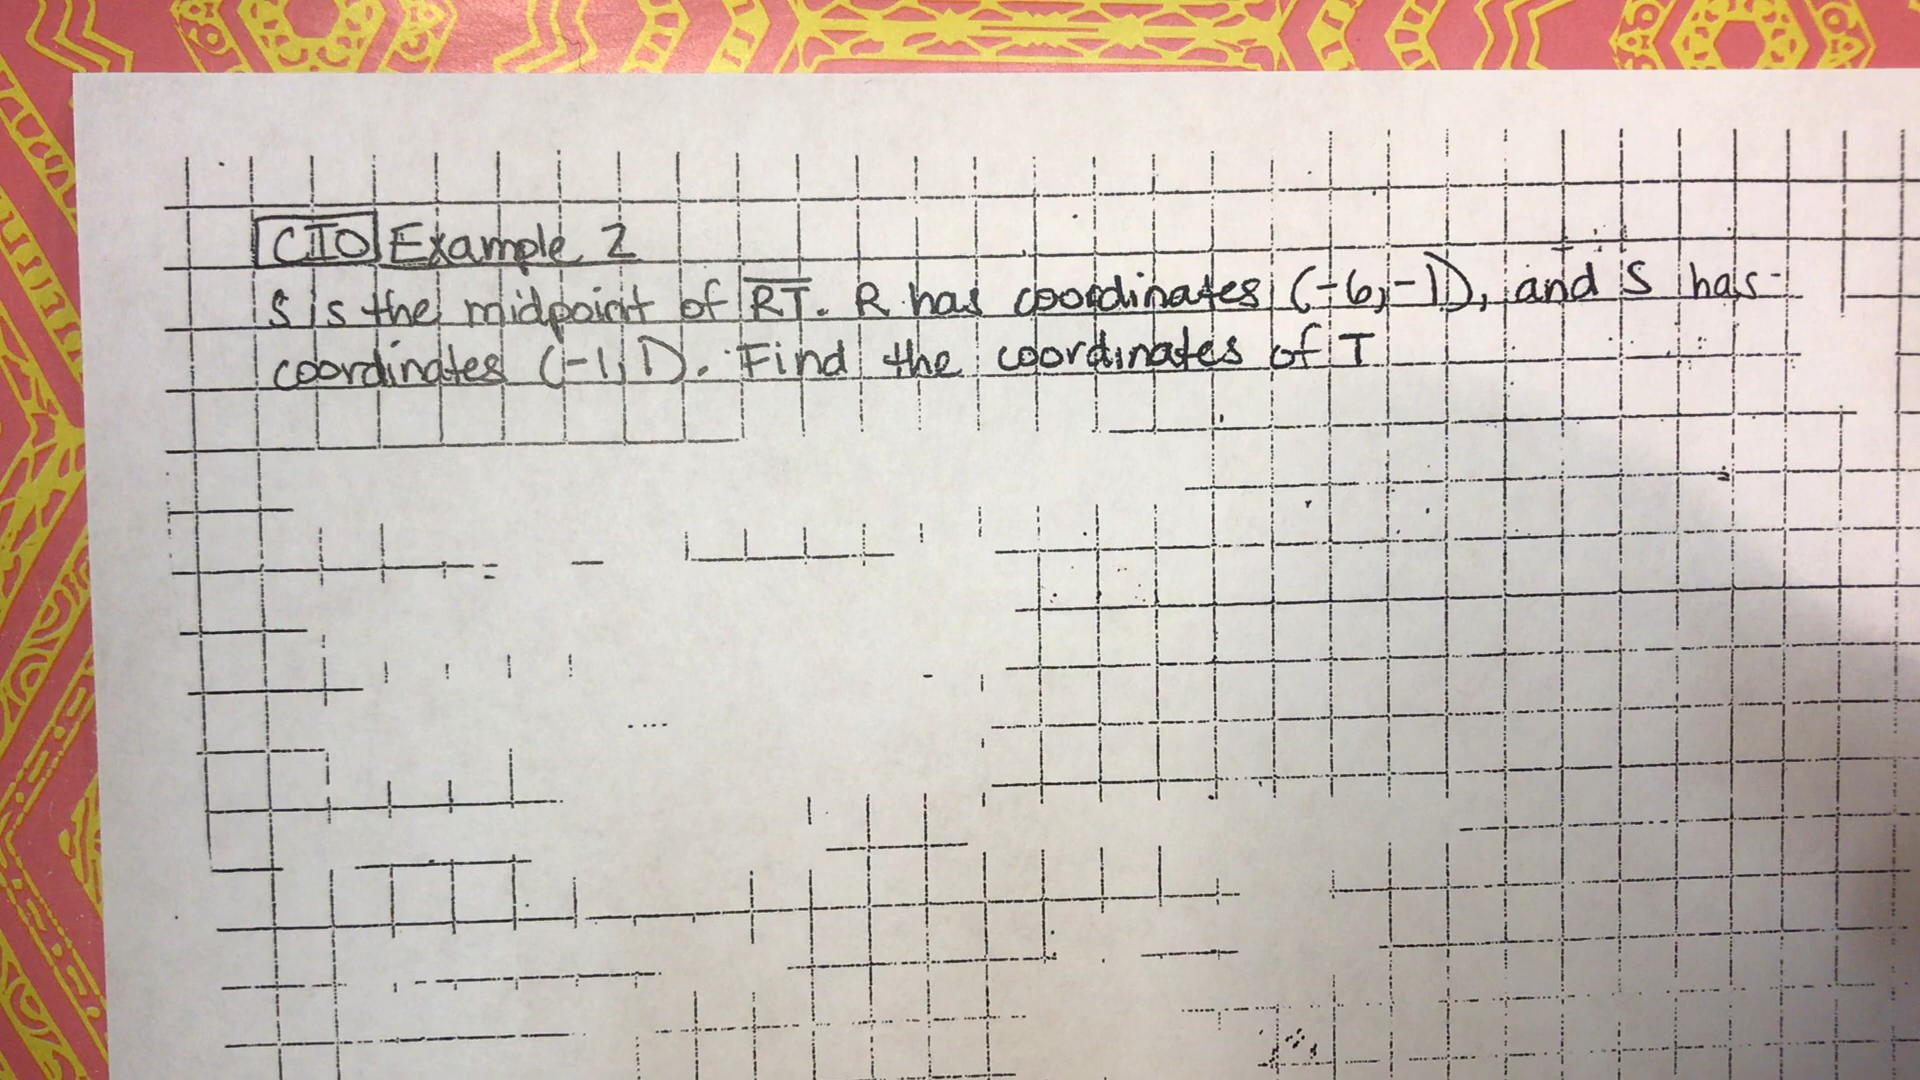 CIO Example 2
S is the midpoint of RT. R has coordinates (-6,-1), and S has
coordinates (-1,1). Find the coordinates of T